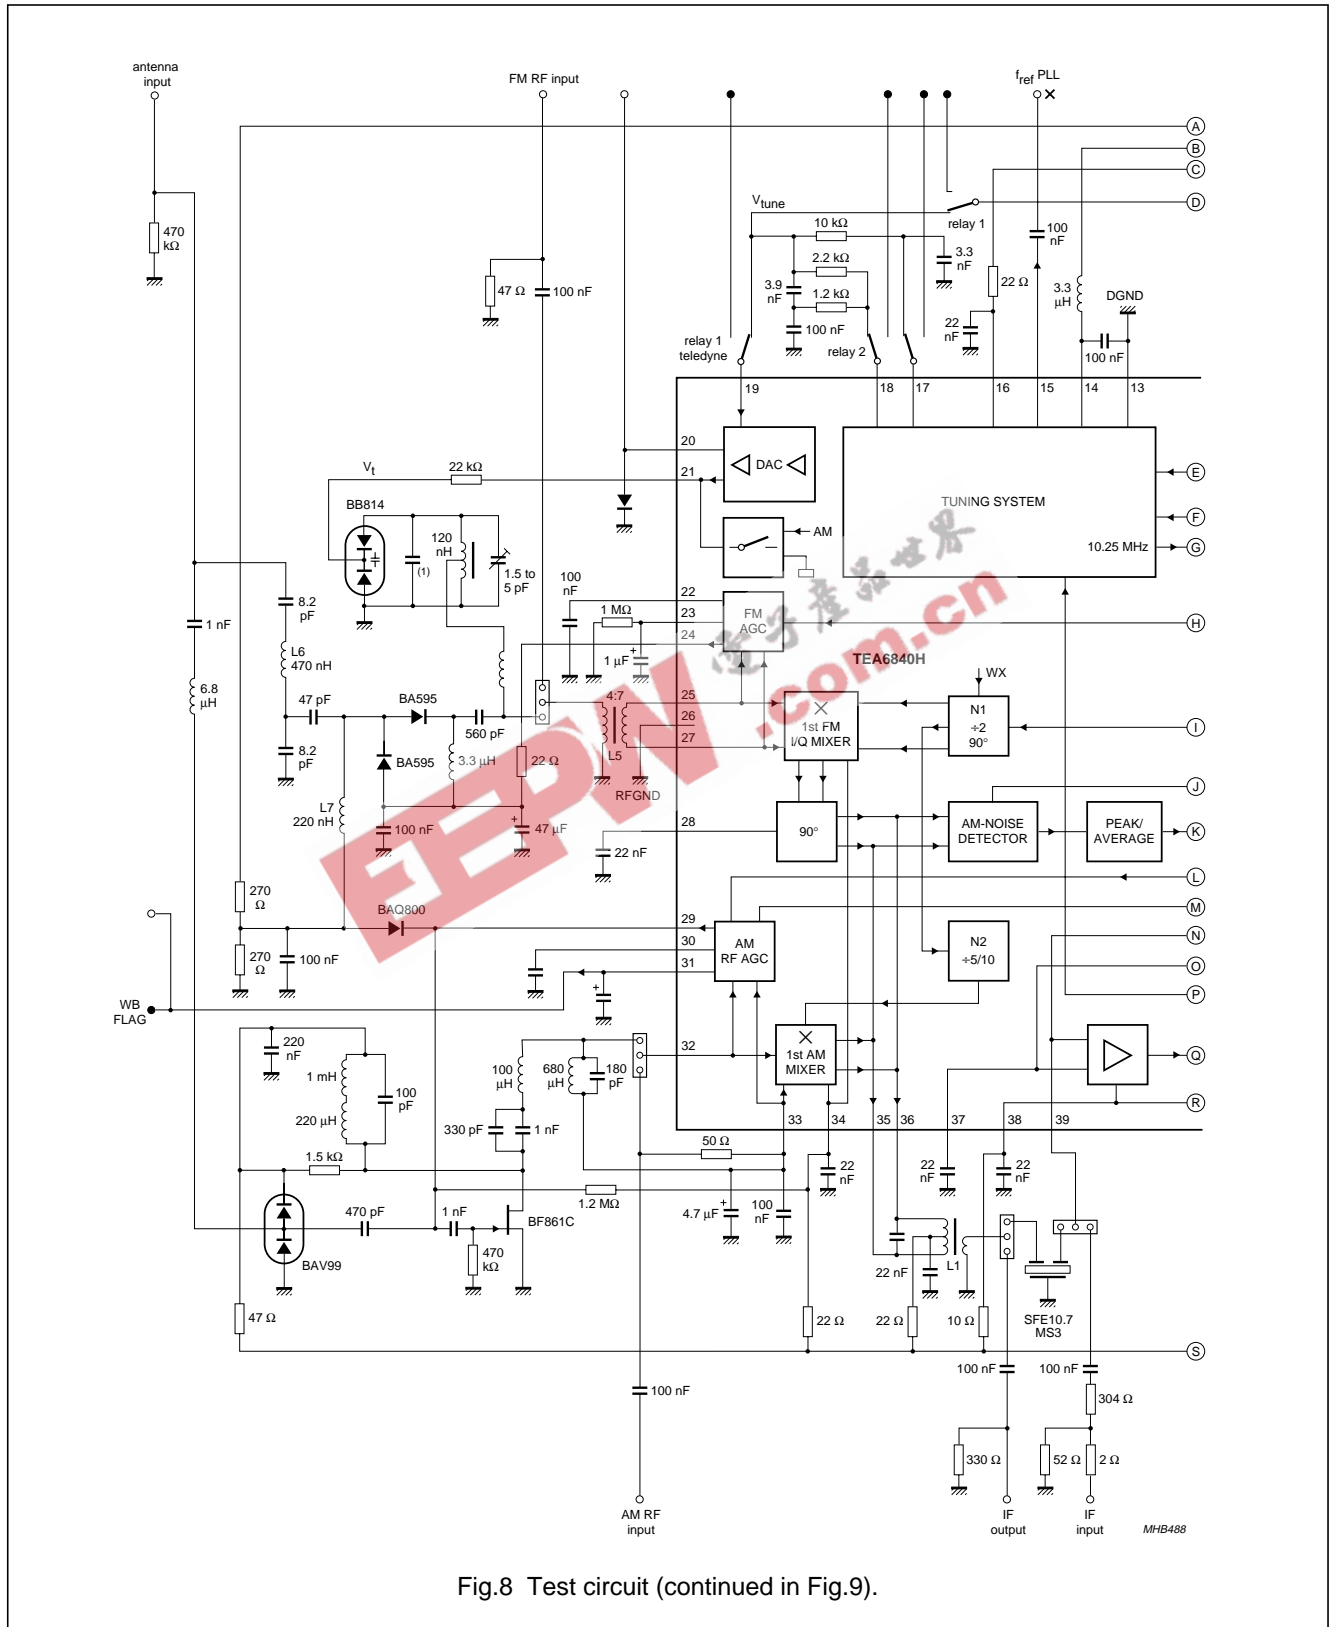 antenna
input
FM RF input
f_ref PLL
A
B
C
D
V_tune
relay 1
10 kΩ
2.2 kΩ
1.2 kΩ
3.9
nF
100 nF
3.3
nF
100
nF
22 Ω
3.3
μH
DGND
22
nF
100 nF
470
kΩ
47 Ω
100 nF
relay 1
teledyne
relay 2
19
18
17
16
15
14
13
20
21
DAC
TUNING SYSTEM
10.25 MHz
E
F
G
V_t
22 kΩ
BB814
(1)
120
nH
1.5 to
5 pF
AM
100
nF
22
23
24
1 MΩ
1 μF
FM
AGC
H
TEA6840H
電子産品世界
.com.cn
EEPW
8.2
pF
1 nF
L6
470 nH
6.8
μH
47 pF
BA595
560 pF
8.2
pF
BA595
3.3 μH
22 Ω
4:7
L5
RFGND
25
26
27
1st FM
I/Q MIXER
WX
N1
÷2
90°
I
L7
220 nH
100 nF
47 μF
22 nF
28
90°
AM-NOISE
DETECTOR
PEAK/
AVERAGE
J
K
L
M
270
Ω
BAQ800
29
30
31
AM
RF AGC
N2
÷5/10
N
O
P
270
Ω
100 nF
WB
FLAG
220
nF
1 mH
220 μH
100
pF
100
μH
680
μH
180
pF
330 pF
1 nF
32
1st AM
MIXER
Q
R
33
34
35
36
37
38
39
1.5 kΩ
50 Ω
1.2 MΩ
22
nF
22
nF
22
nF
470 pF
1 nF
470
kΩ
BF861C
BAV99
4.7 μF
100
nF
22 nF
L1
SFE10.7
MS3
47 Ω
22 Ω
22 Ω
10 Ω
S
100 nF
100 nF
100 nF
304 Ω
330 Ω
52 Ω
2 Ω
AM RF
input
IF
output
IF
input
MHB488
Fig.8 Test circuit (continued in Fig.9).